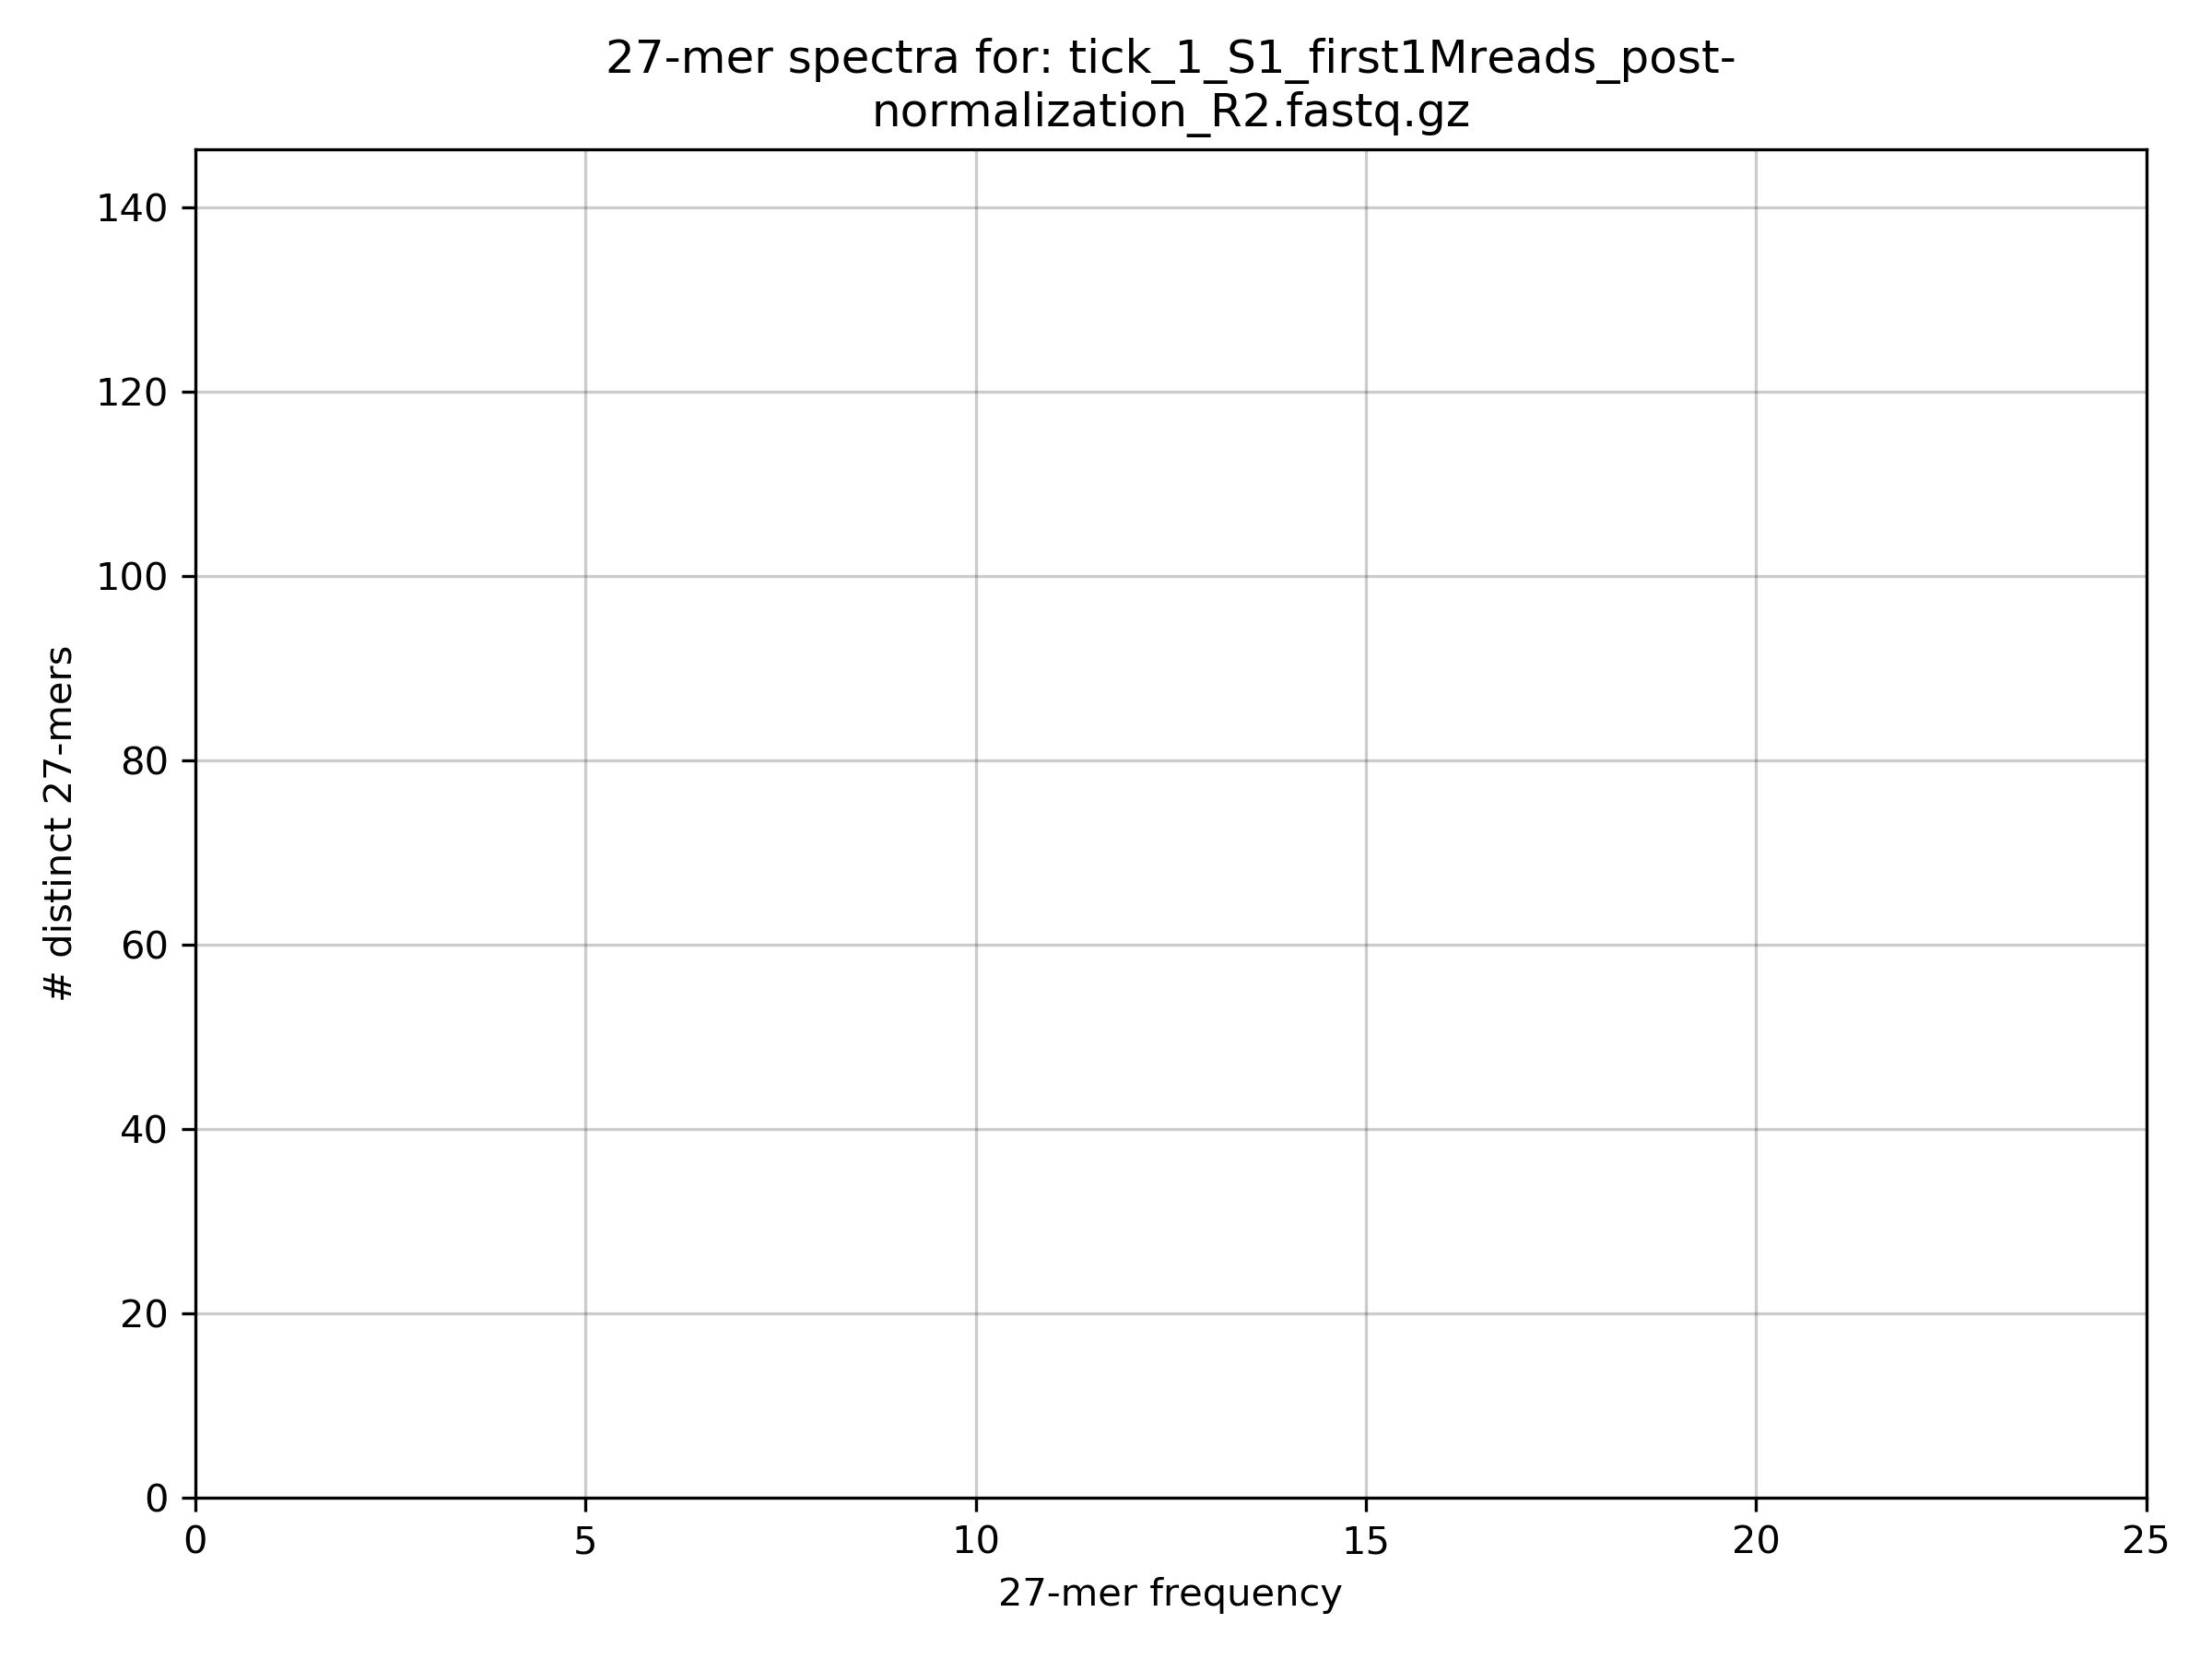 27-mer spectra for: tick_1_S1_first1Mreads_post-
normalization_R2.fastq.gz
140
120
100
80
60
40
20
0
# distinct 27-mers
0 5 10 15 20 25
27-mer frequency